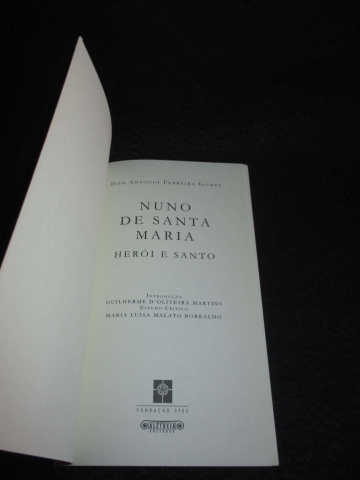 Dom António Ferreira Gomes
NUNO
DE SANTA
MARIA
HERÓI E SANTO
Introdução
GUILHERME D'OLIVEIRA MARTINS
Estudo Crítico
MARIA LUÍSA MALATO BORRALHO
FUNDAÇÃO SPES
ALETHEIA
EDITORES